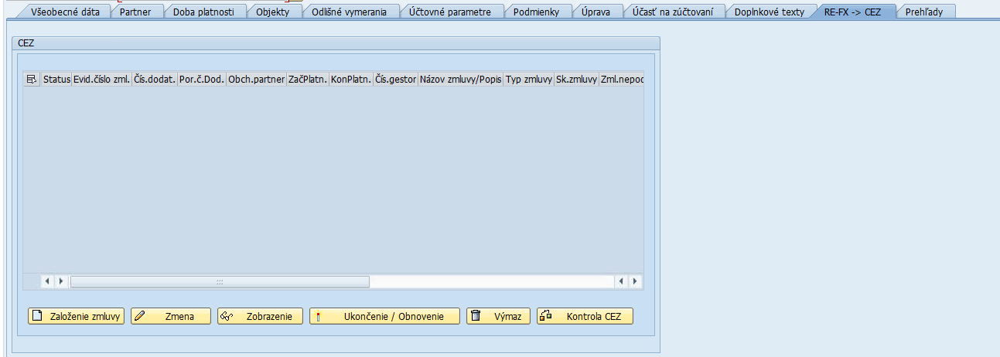 Všeobecné dáta Partner Doba platnosti Objekty Odlišné vymerania Účtovné parametre Podmienky Úprava Účasť na zúčtovaní Doplnkové texty RE-FX -> CEZ Prehľady
CEZ
Status Evid.číslo zml. Čís.dodat. Por.č.Dod. Obch.partner ZačPlatn. KonPlatn. Čís.gestor Názov zmluvy/Popis Typ zmluvy Sk.zmluvy Zml.nepod
Založenie zmluvy Zmena Zobrazenie Ukončenie / Obnovenie Výmaz Kontrola CEZ